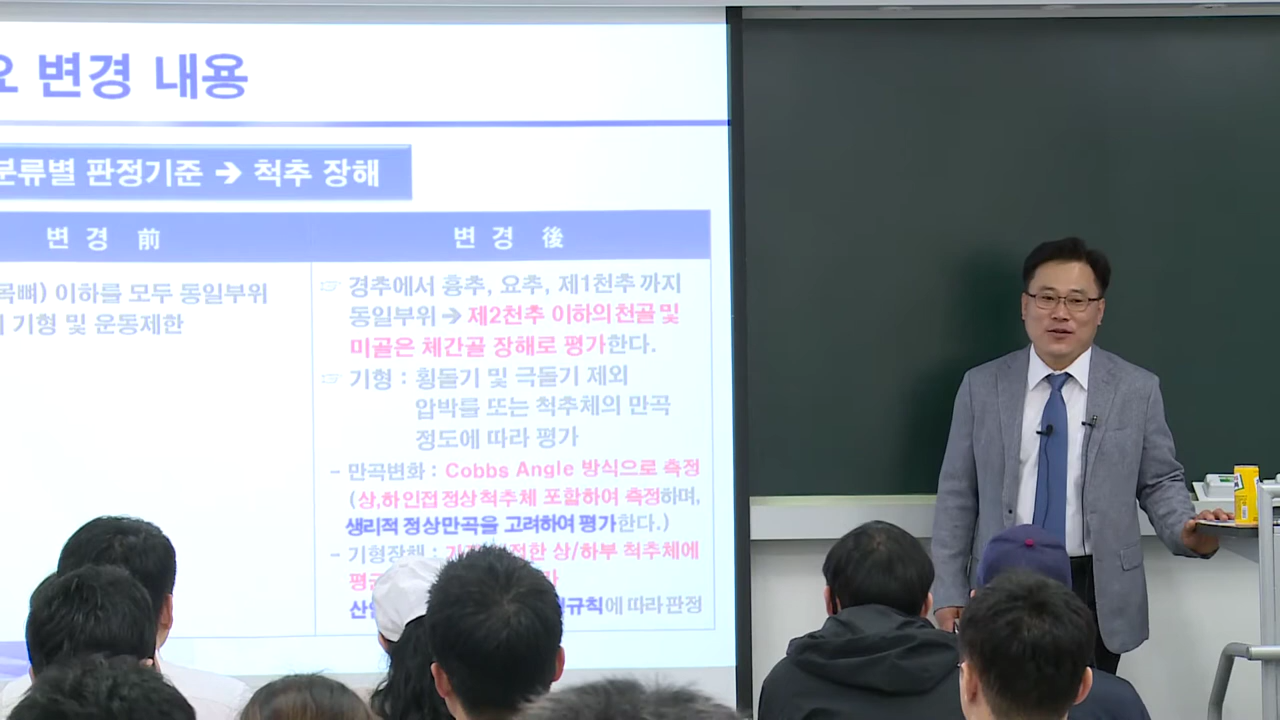 변경 내용
분류별 판정기준 → 척추 장해
변 경 前
변 경 後
목뼈) 이하를 모두 동일부위
기형 및 운동제한
☞ 경추에서 흉추, 요추, 제1천추 까지
동일부위 → 제2천추 이하의 천골 및
미골은 체간골 장해로 평가한다.
☞ 기형 : 횡돌기 및 극돌기 제외
압박률 또는 척추체의 만곡
정도에 따라 평가
- 만곡변화 : Cobbs Angle 방식으로 측정
(상,하 인접 정상 척추체 포함하여 측정하며,
생리적 정상만곡을 고려하여 평가한다.)
- 기형장해 : 상/하부 척추체에
규칙에 따라 판정